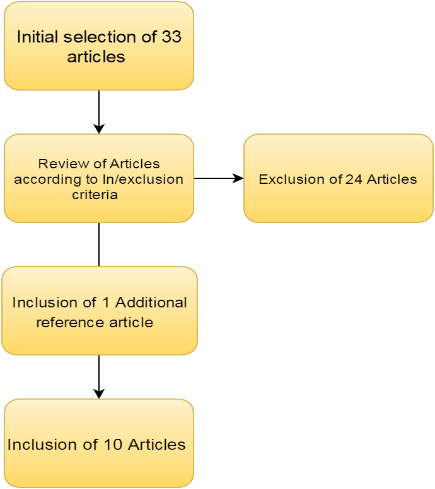 Initial selection of 33
articles
Review of Articles
according to In/exclusion
criteria
Exclusion of 24 Articles
Inclusion of 1 Additional
reference article
Inclusion of 10 Articles